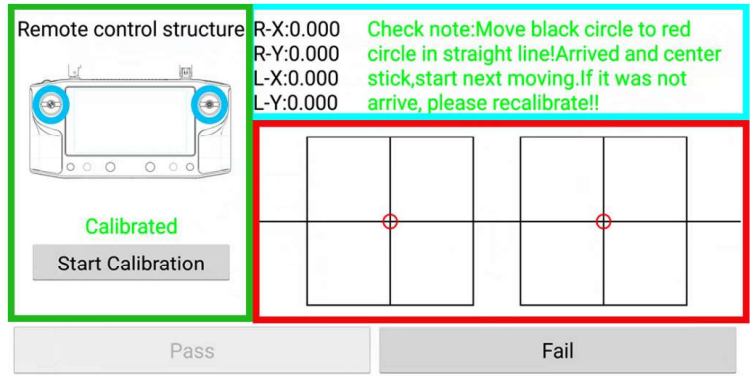 Remote control structure
Calibrated
Start Calibration
R-X:0.000
R-Y:0.000
L-X:0.000
L-Y:0.000
Check note:Move black circle to red
circle in straight line!Arrived and center
stick,start next moving.If it was not
arrive, please recalibrate!!
Pass
Fail